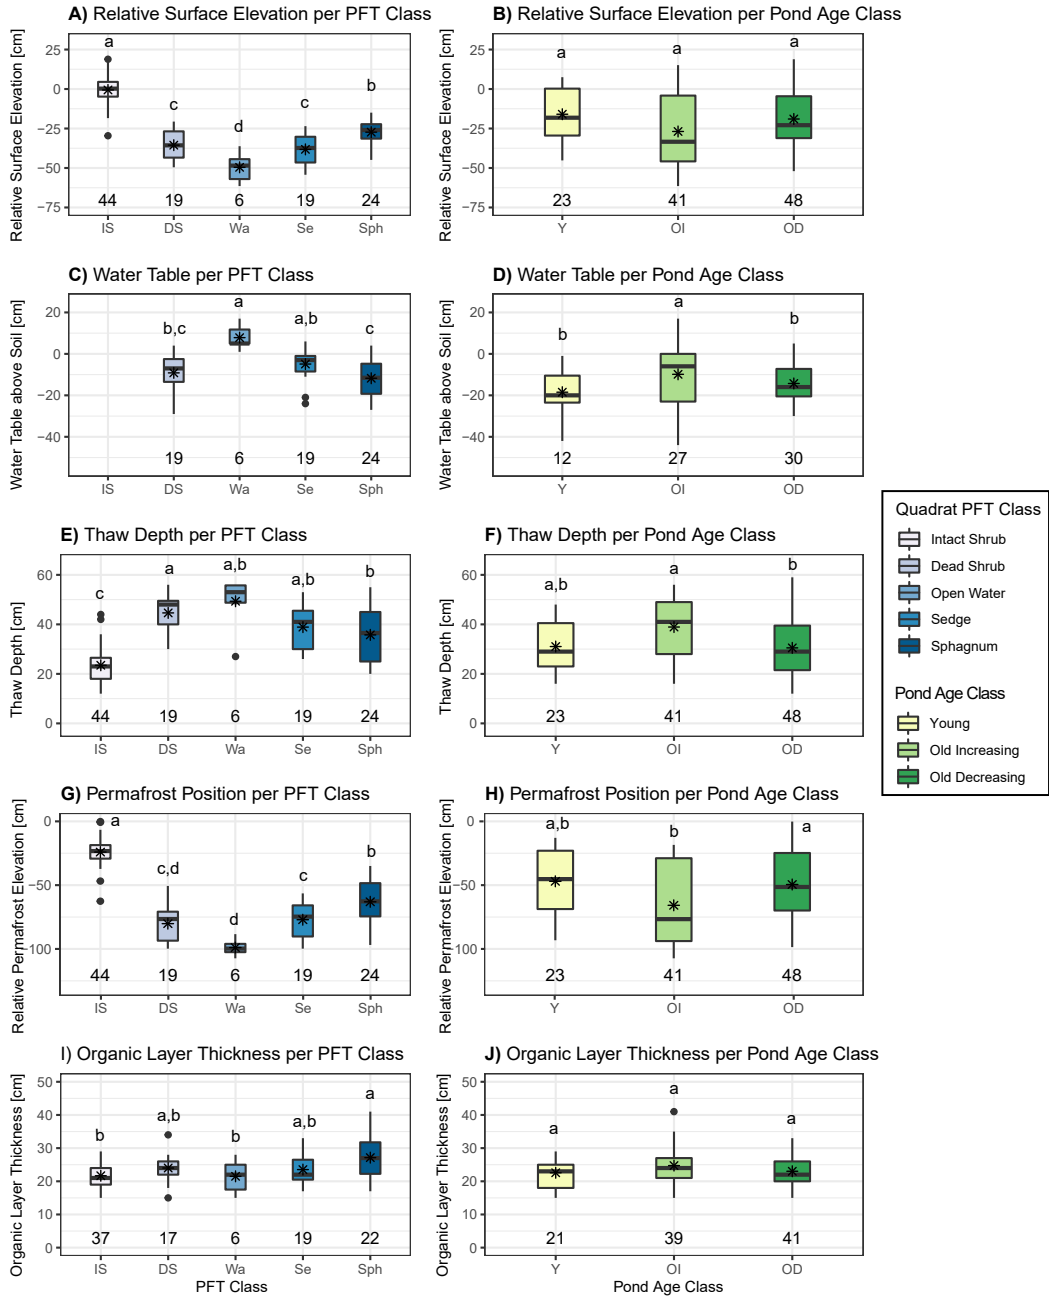 A) Relative Surface Elevation per PFT Class
B) Relative Surface Elevation per Pond Age Class
Relative Surface Elevation [cm]
25
0
−25
−50
−75
a
c
d
c
b
44
19
6
19
24
IS
DS
Wa
Se
Sph
Relative Surface Elevation [cm]
25
0
−25
−50
−75
a
a
a
23
41
48
Y
OI
OD
C) Water Table per PFT Class
D) Water Table per Pond Age Class
Water Table above Soil [cm]
20
0
−20
−40
b,c
a
a,b
c
19
6
19
24
IS
DS
Wa
Se
Sph
Water Table above Soil [cm]
20
0
−20
−40
b
a
b
12
27
30
Y
OI
OD
E) Thaw Depth per PFT Class
F) Thaw Depth per Pond Age Class
Thaw Depth [cm]
60
40
20
0
c
a
a,b
a,b
b
44
19
6
19
24
IS
DS
Wa
Se
Sph
Thaw Depth [cm]
60
40
20
0
a,b
a
b
23
41
48
Y
OI
OD
G) Permafrost Position per PFT Class
H) Permafrost Position per Pond Age Class
Relative Permafrost Elevation [cm]
0
−50
−100
a
c,d
d
c
b
44
19
6
19
24
IS
DS
Wa
Se
Sph
Relative Permafrost Elevation [cm]
0
−50
−100
a,b
b
a
23
41
48
Y
OI
OD
I) Organic Layer Thickness per PFT Class
J) Organic Layer Thickness per Pond Age Class
Organic Layer Thickness [cm]
50
40
30
20
10
0
b
a,b
b
a,b
a
37
17
6
19
22
IS
DS
Wa
Se
Sph
PFT Class
Organic Layer Thickness [cm]
50
40
30
20
10
0
a
a
a
21
39
41
Y
OI
OD
Pond Age Class
Quadrat PFT Class
Intact Shrub
Dead Shrub
Open Water
Sedge
Sphagnum
Pond Age Class
Young
Old Increasing
Old Decreasing